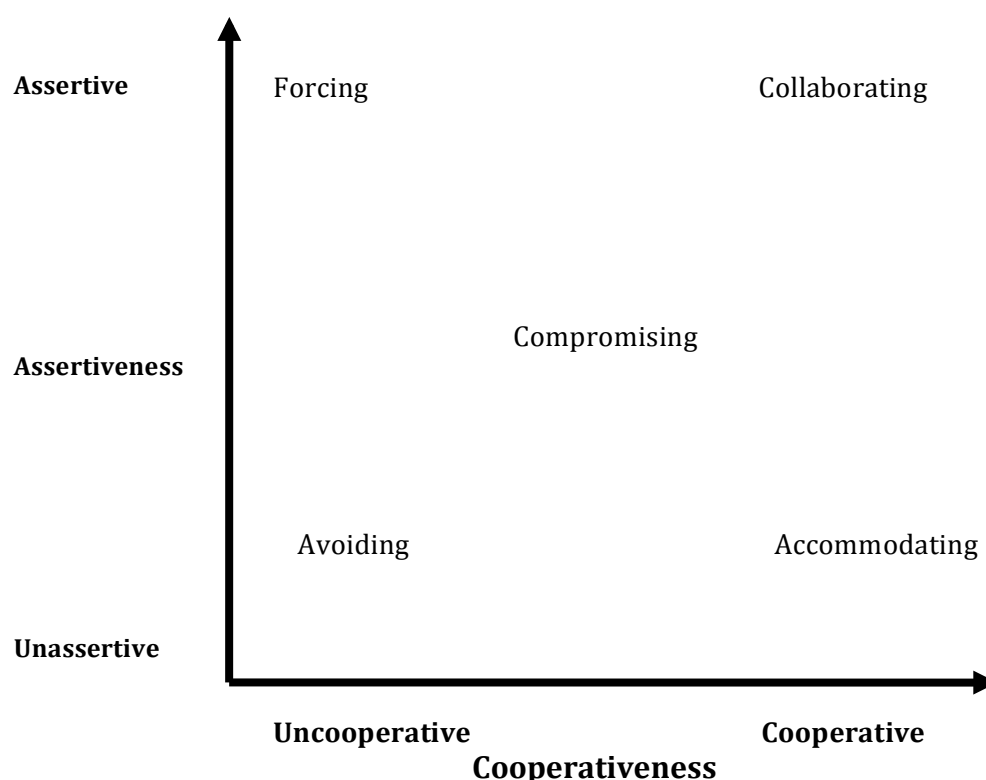 Assertive
Forcing
Collaborating
Compromising
Assertiveness
Avoiding
Accommodating
Unassertive
Uncooperative
Cooperative
Cooperativeness